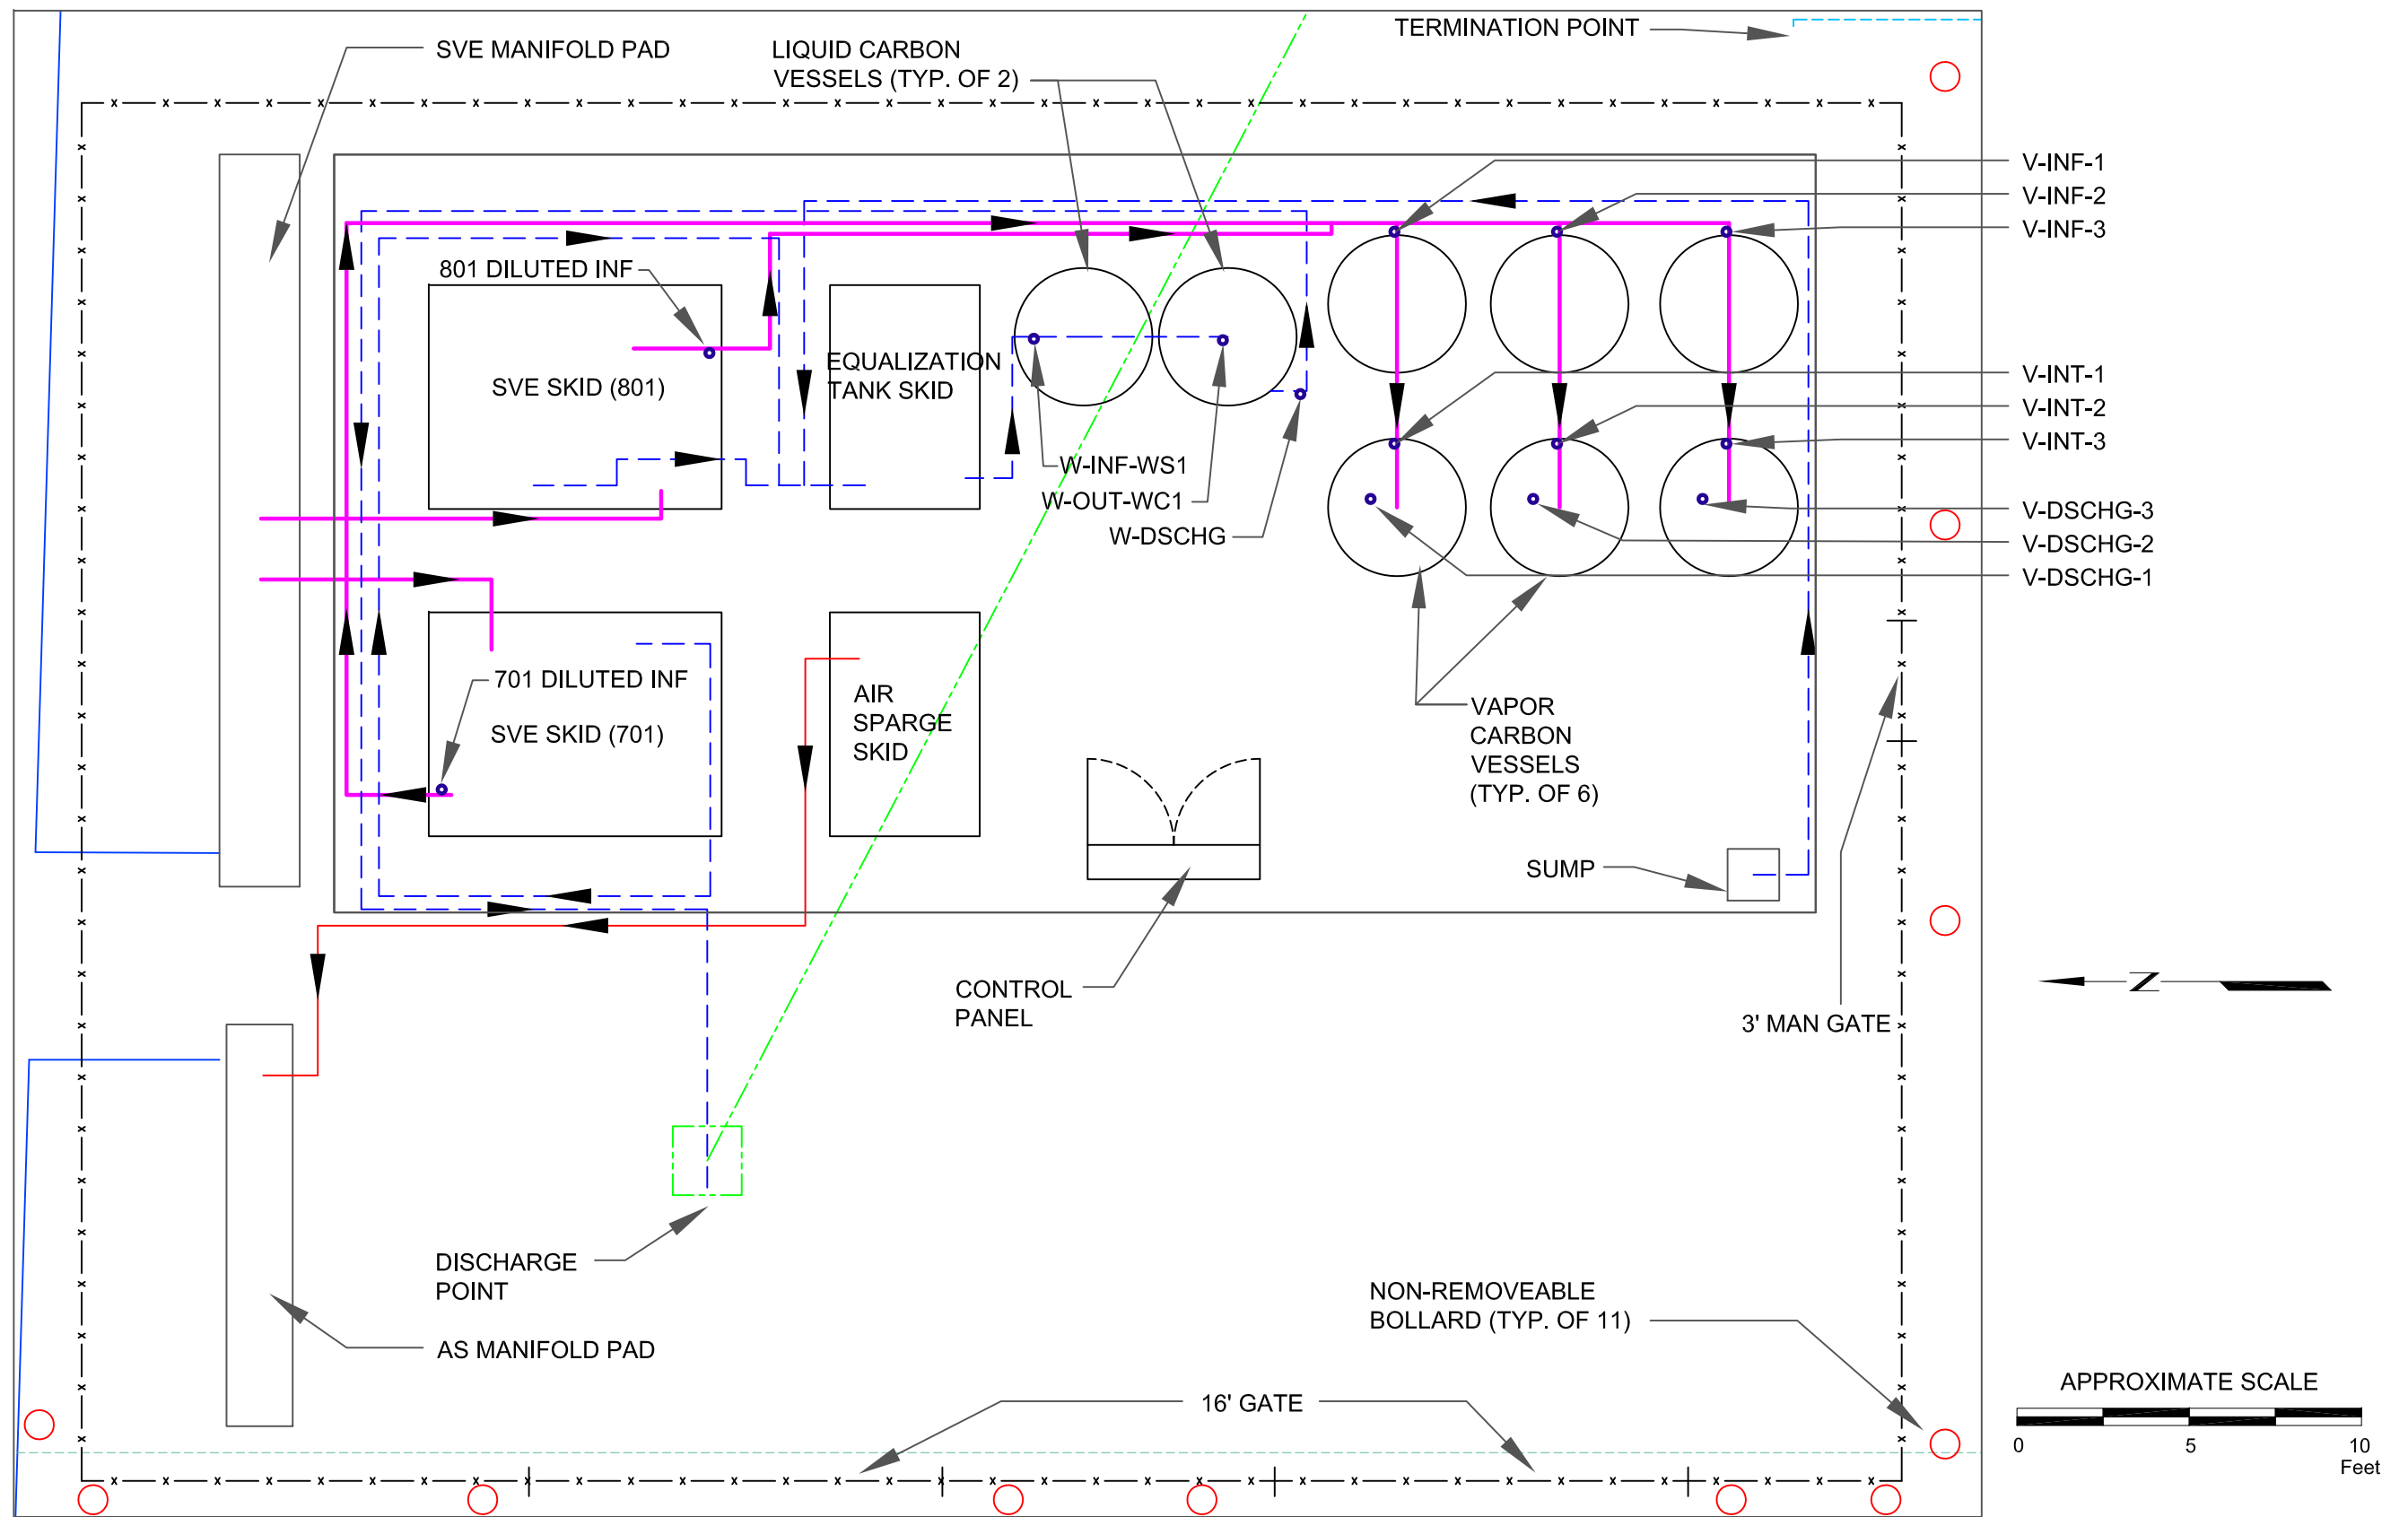 TERMINATION POINT
SVE MANIFOLD PAD
LIQUID CARBON
VESSELS (TYP. OF 2)
V-INF-1
V-INF-2
V-INF-3
801 DILUTED INF
EQUALIZATION
TANK SKID
SVE SKID (801)
V-INT-1
V-INT-2
V-INT-3
W-INF-WS1
W-OUT-WC1
W-DSCHG
V-DSCHG-3
V-DSCHG-2
V-DSCHG-1
701 DILUTED INF
SVE SKID (701)
AIR
SPARGE
SKID
VAPOR
CARBON
VESSELS
(TYP. OF 6)
SUMP
CONTROL
PANEL
N
3' MAN GATE
DISCHARGE
POINT
NON-REMOVEABLE
BOLLARD (TYP. OF 11)
AS MANIFOLD PAD
16' GATE
APPROXIMATE SCALE
0 5 10
Feet